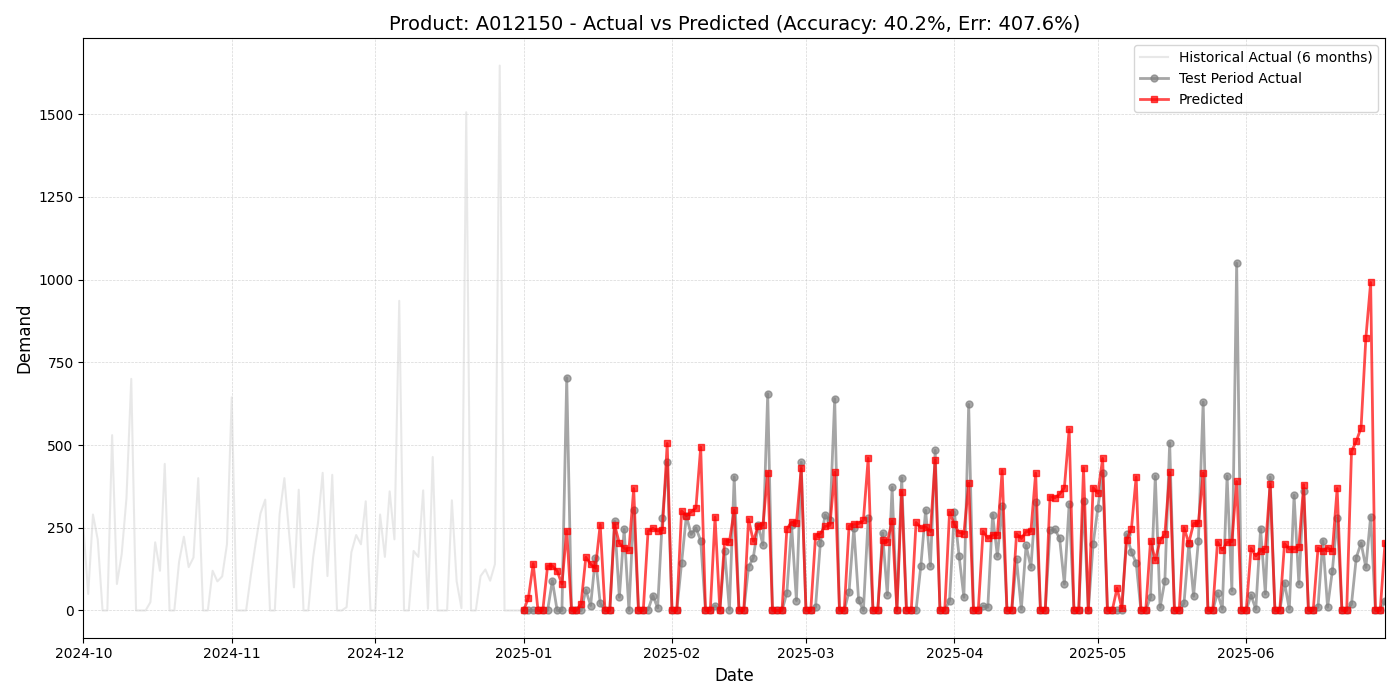 Product: A012150 - Actual vs Predicted (Accuracy: 40.2%, Err: 407.6%)
Historical Actual (6 months)
Test Period Actual
Predicted
Demand
1500
1250
1000
750
500
250
0
2024-10
2024-11
2024-12
2025-01
2025-02
2025-03
2025-04
2025-05
2025-06
Date